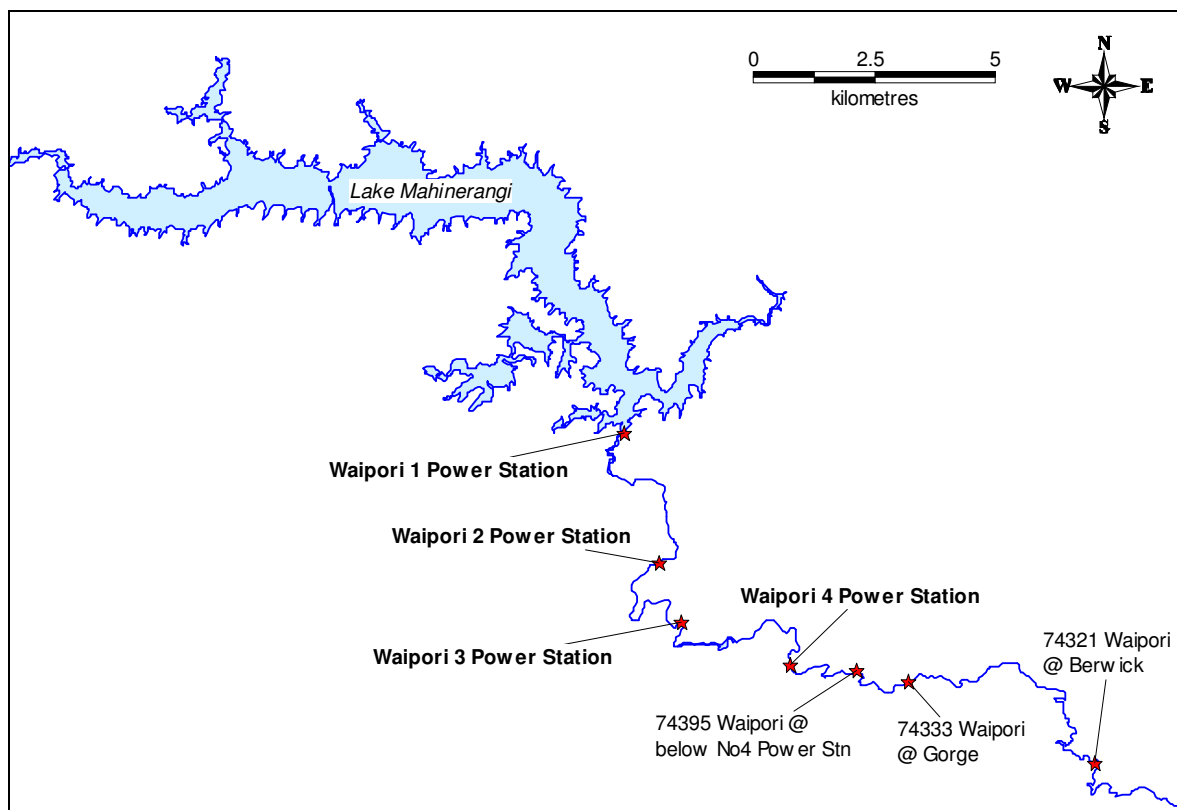 0 2.5 5
kilometres
N
W E
S
Lake Mahinerangi
Waipori 1 Power Station
Waipori 2 Power Station
Waipori 4 Power Station
Waipori 3 Power Station
74321 Waipori
@ Berwick
74395 Waipori @
below No4 Power Stn
74333 Waipori
@ Gorge